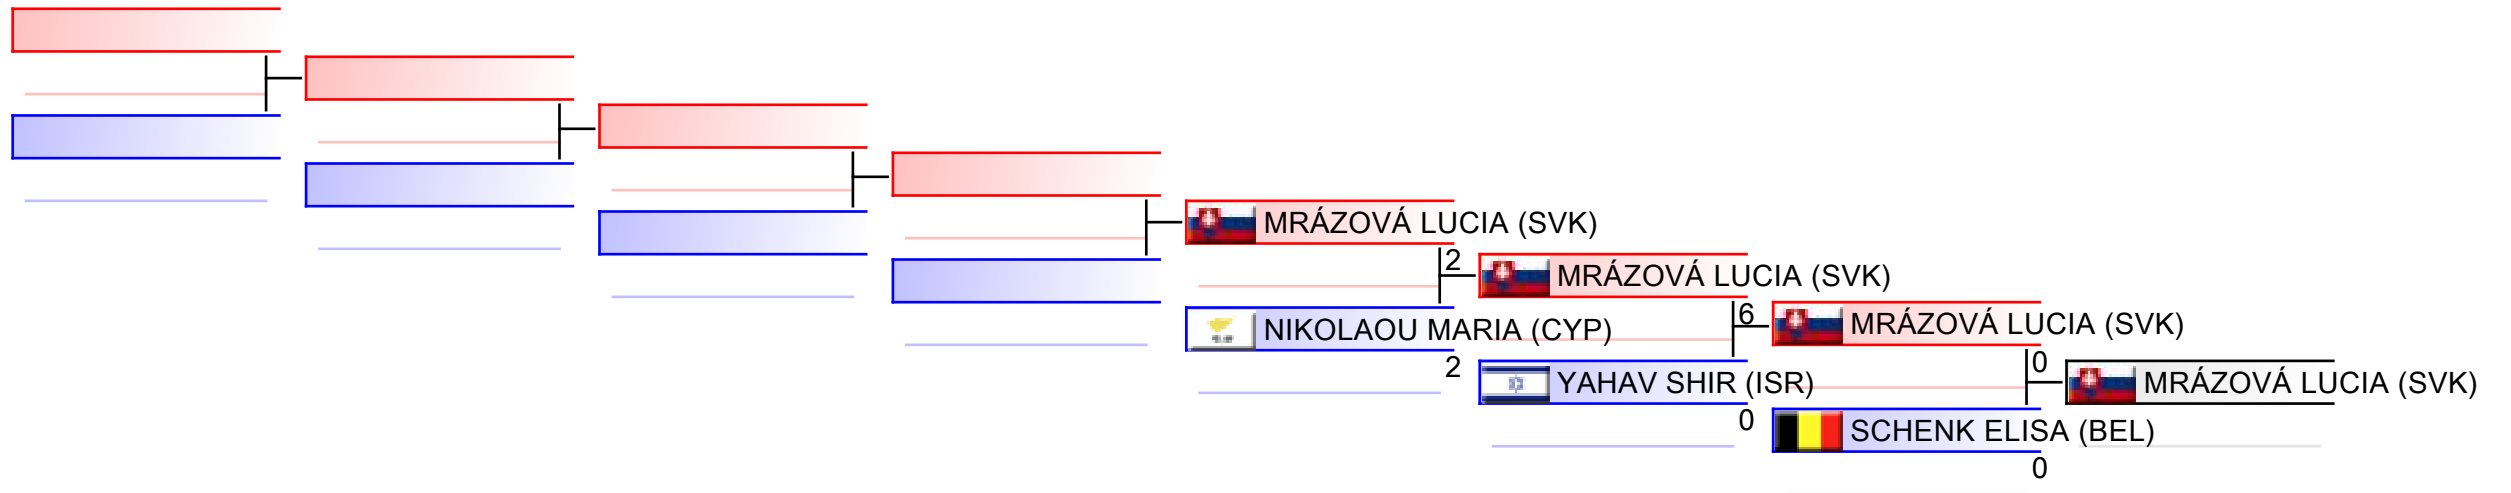 MRÁZOVÁ LUCIA (SVK)
2
NIKOLAOU MARIA (CYP)
2
MRÁZOVÁ LUCIA (SVK)
6
YAHAV SHIR (ISR)
0
MRÁZOVÁ LUCIA (SVK)
0
SCHENK ELISA (BEL)
0
MRÁZOVÁ LUCIA (SVK)